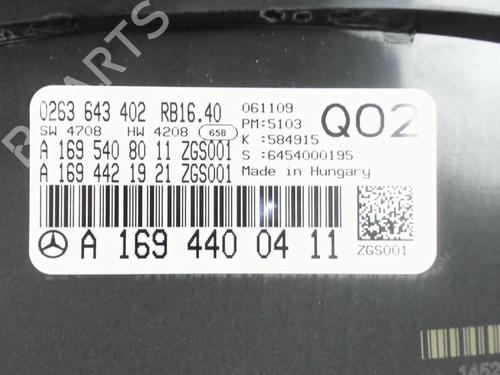 PARTS
0263 643 402 RB16.40 061109 Q02
SW 4708 HW 4208 658 PM:5103
K :584915
A 169 540 80 11 ZGS001 S :6454000195
A 169 442 19 21 ZGS001 Made in Hungary
A 169 440 04 11 ZGS001